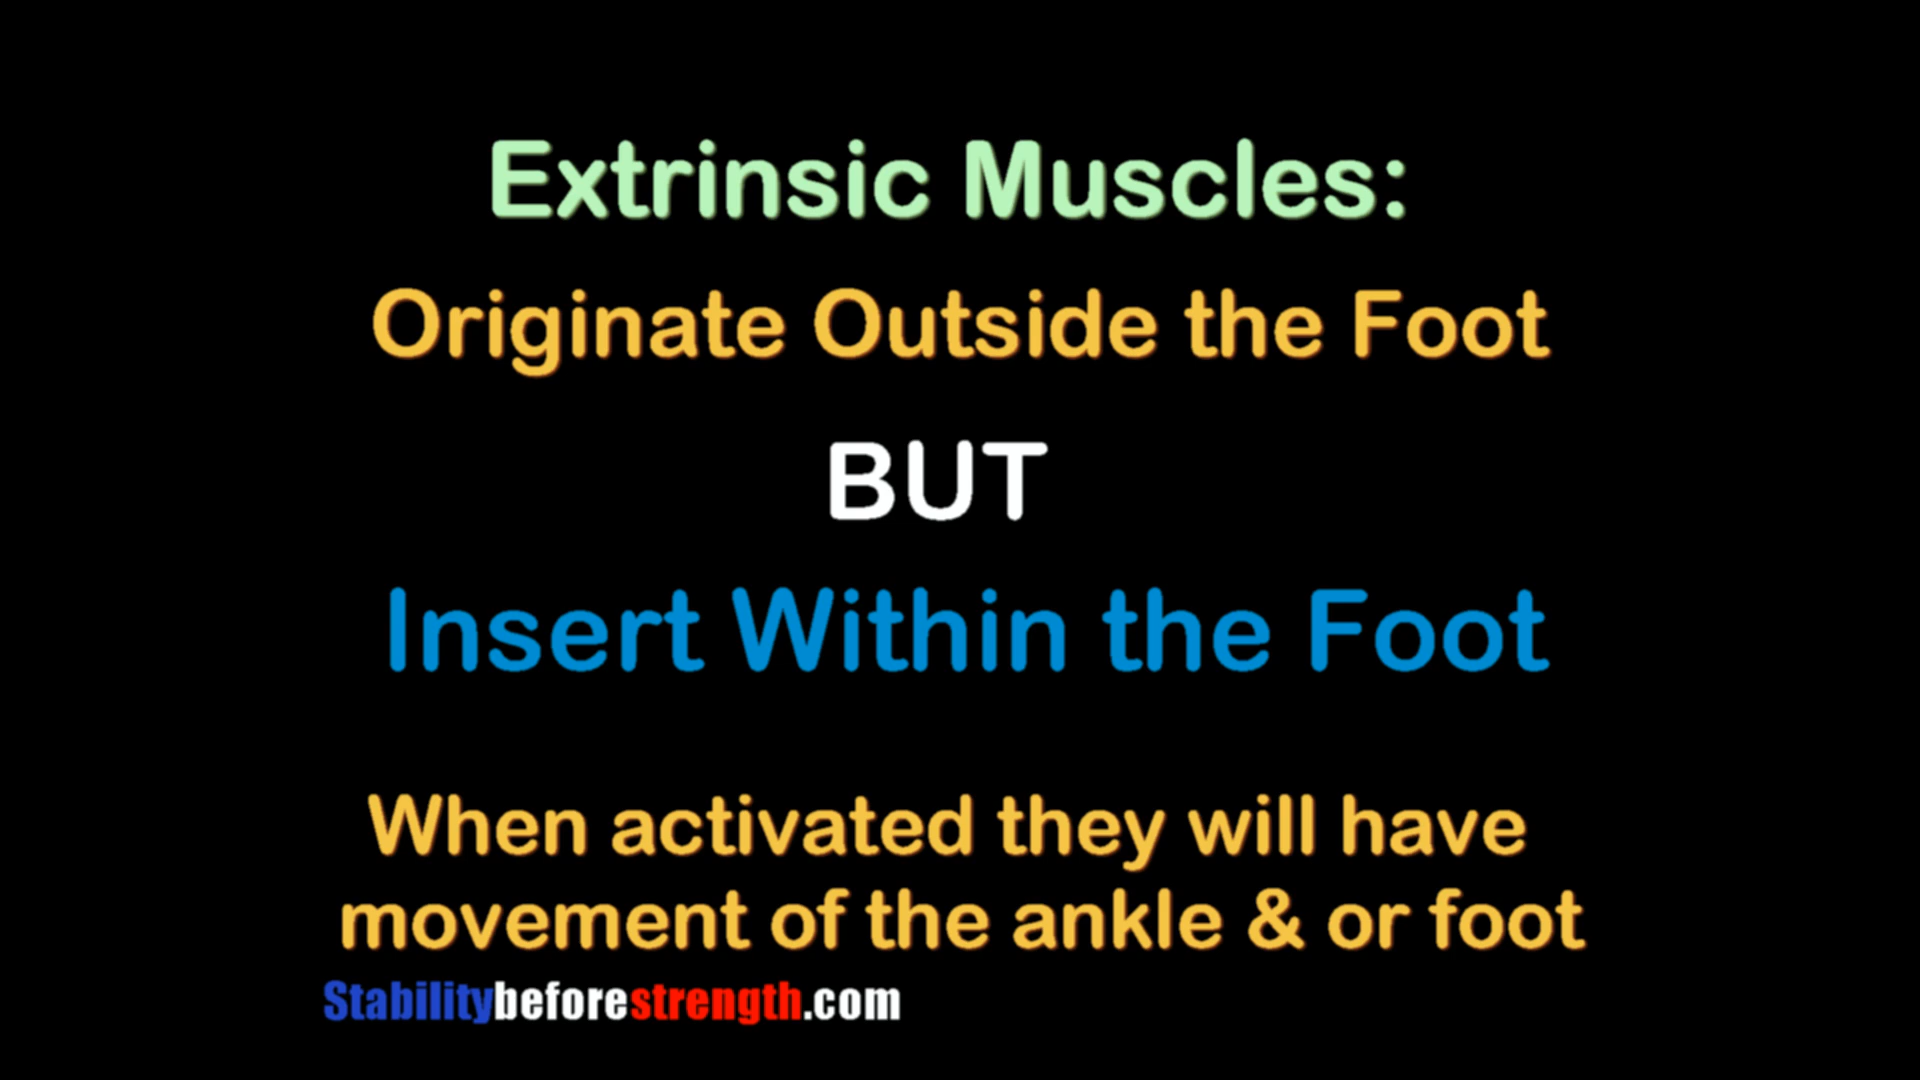 Extrinsic Muscles:
Originate Outside the Foot
BUT
Insert Within the Foot
When activated they will have
movement of the ankle & or foot
Stabilitybeforestrength.com